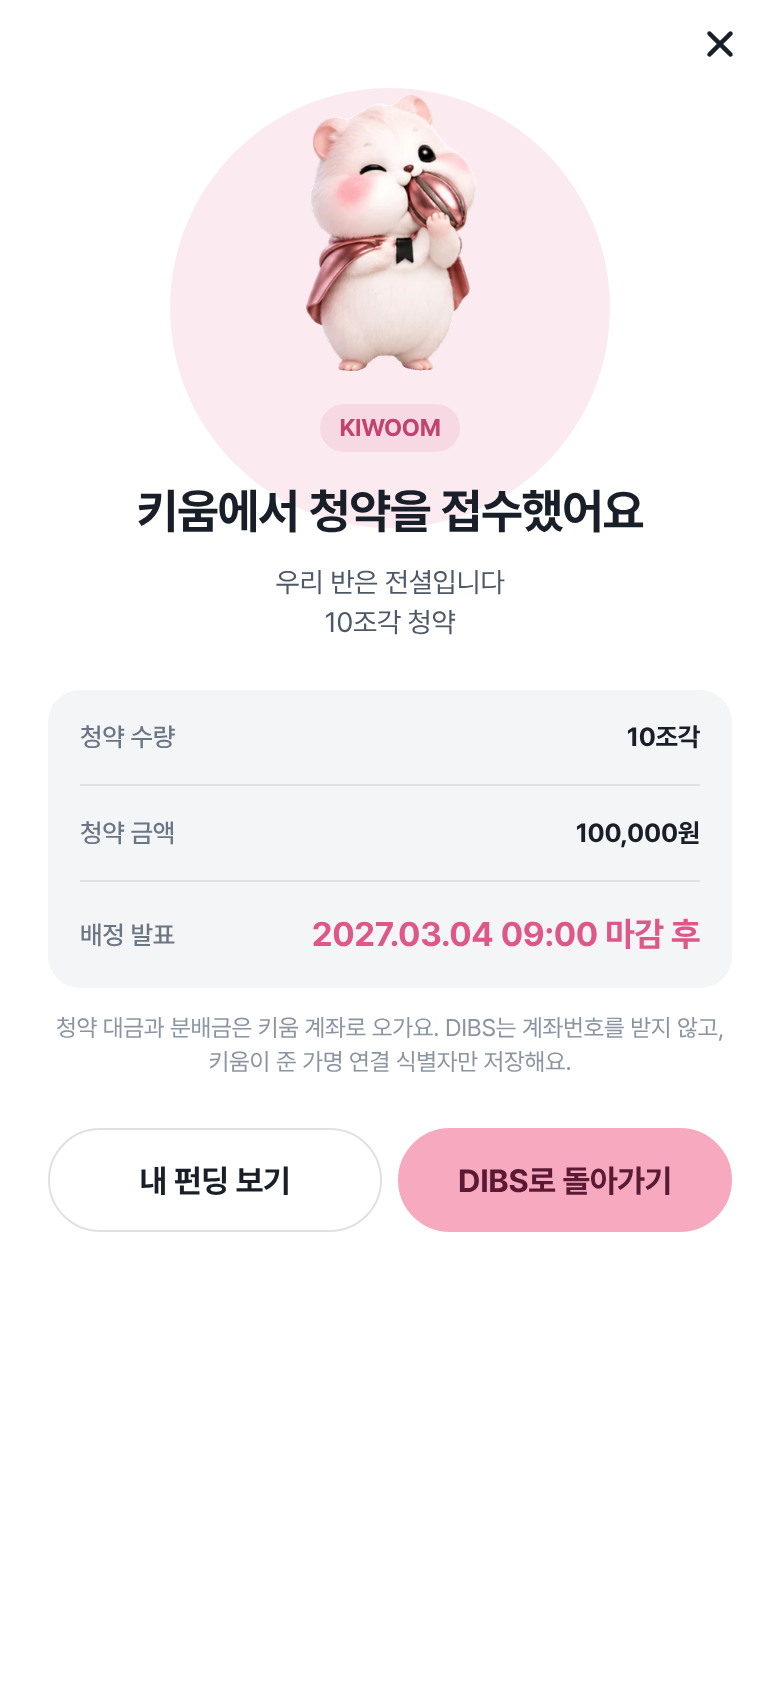 KIWOOM
키움에서 청약을 접수했어요
우리 반은 전셜입니다
10조각 청약
청약 수량 10조각
청약 금액 100,000원
배정 발표 2027.03.04 09:00 마감 후
청약 대금과 분배금은 키움 계좌로 오가요. DIBS는 계좌번호를 받지 않고,
키움이 준 가명 연결 식별자만 저장해요.
내 펀딩 보기 DIBS로 돌아가기